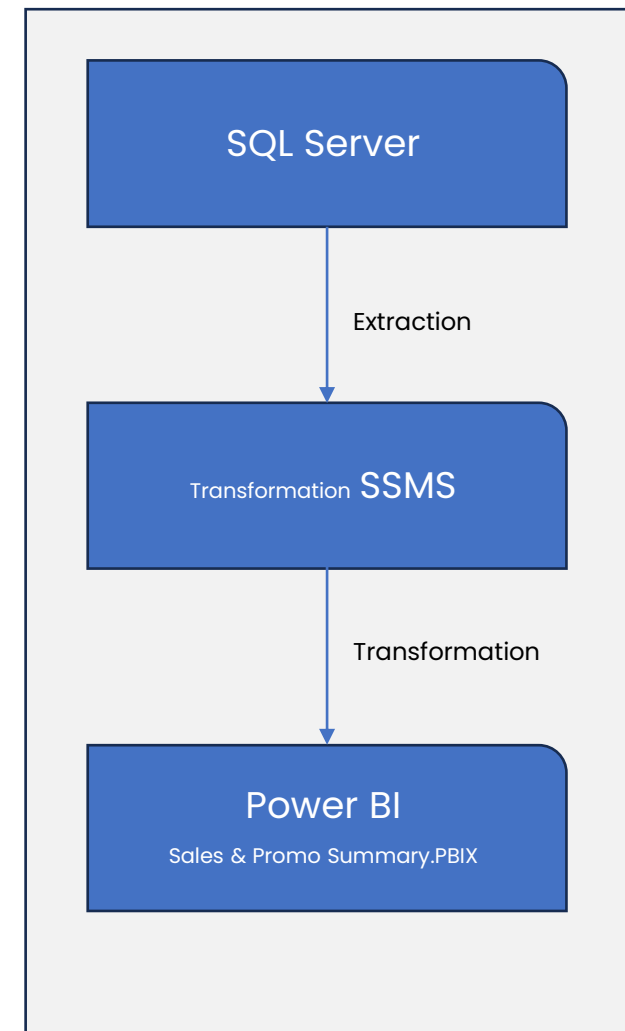 SQL Server
Extraction
Transformation SSMS
Transformation
Power BI
Sales & Promo Summary.PBIX